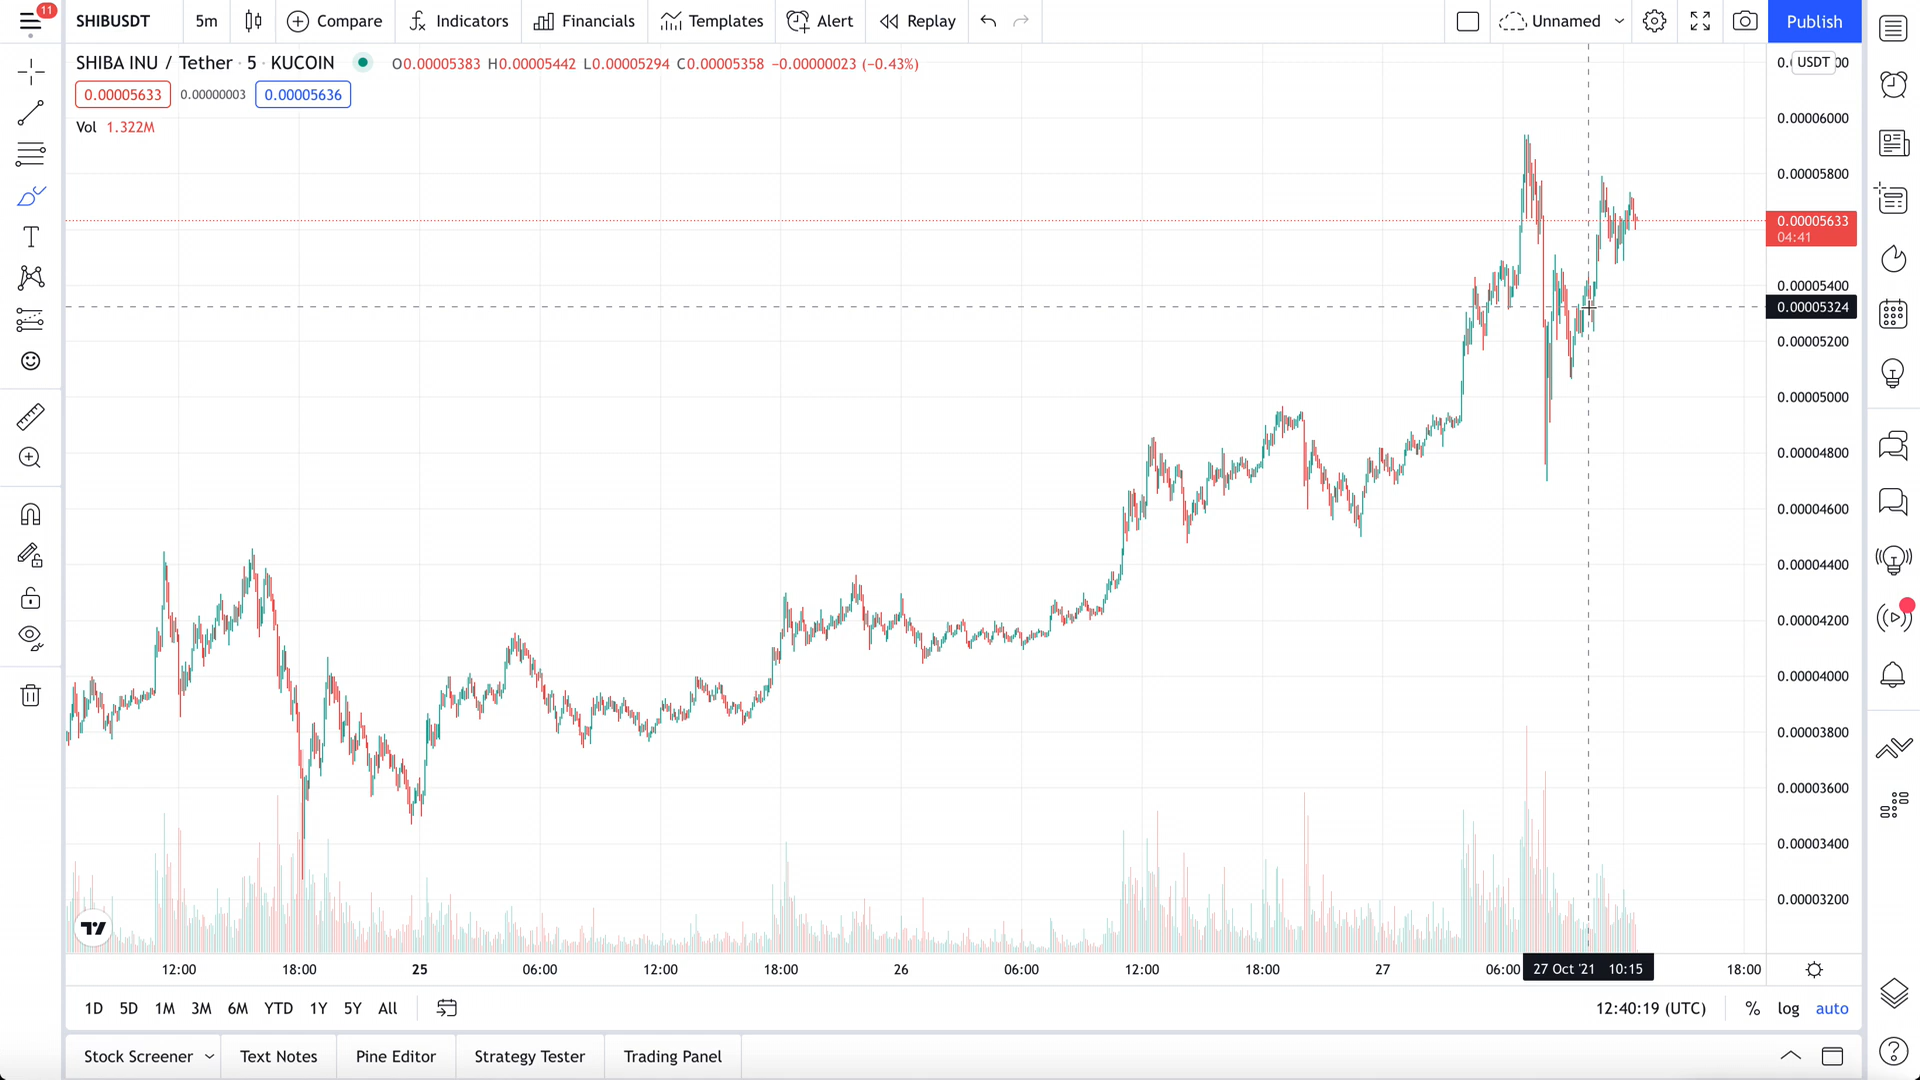 11
SHIBUSDT 5m Compare Indicators Financials Templates Alert Replay Unnamed Publish
SHIBA INU / Tether · 5 · KUCOIN O0.00005383 H0.00005442 L0.00005294 C0.00005358 −0.00000023 (−0.43%)
USDT
0.00005633 0.00000003 0.00005636
Vol 1.322M
0.00006000
0.00005800
0.00005633
04:41
0.00005400
0.00005324
0.00005200
0.00005000
0.00004800
0.00004600
0.00004400
0.00004200
0.00004000
0.00003800
0.00003600
0.00003400
0.00003200
12:00 18:00 25 06:00 12:00 18:00 26 06:00 12:00 18:00 27 06:00 27 Oct '21 10:15 18:00
1D 5D 1M 3M 6M YTD 1Y 5Y All 12:40:19 (UTC) % log auto
Stock Screener Text Notes Pine Editor Strategy Tester Trading Panel